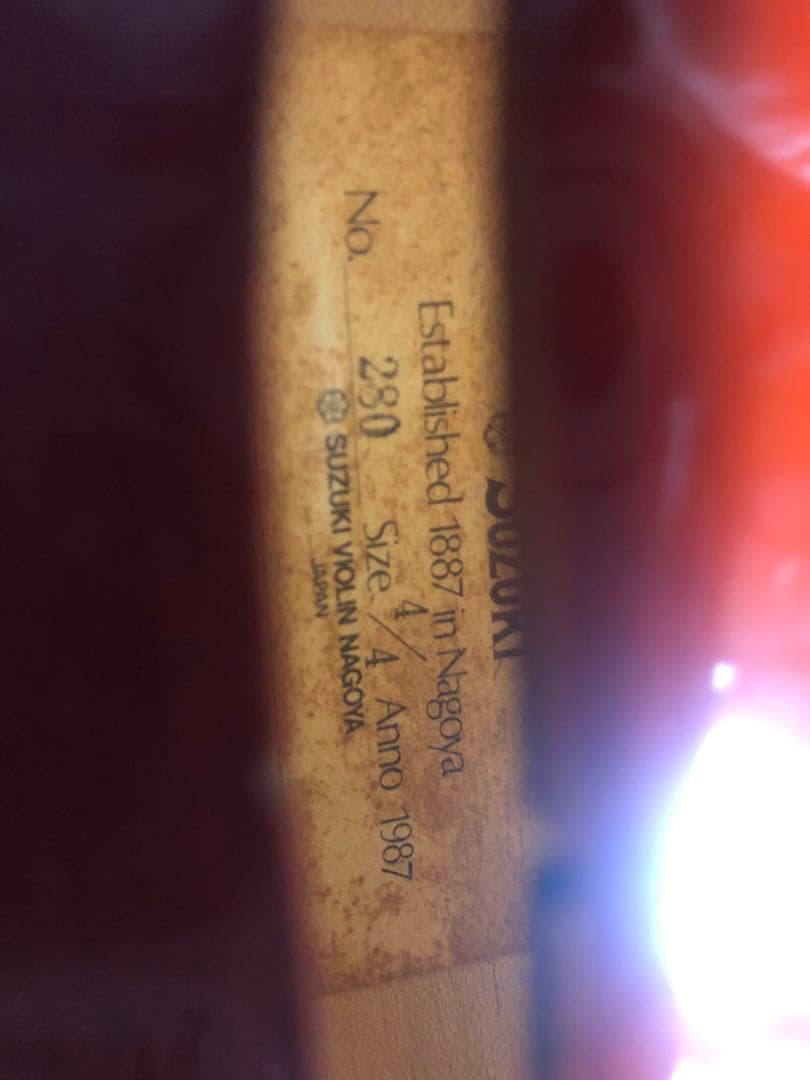 SUZUKI
Established 1887 in Nagoya
No. 280 Size 4/4 Anno 1987
SUZUKI VIOLIN NAGOYA
JAPAN